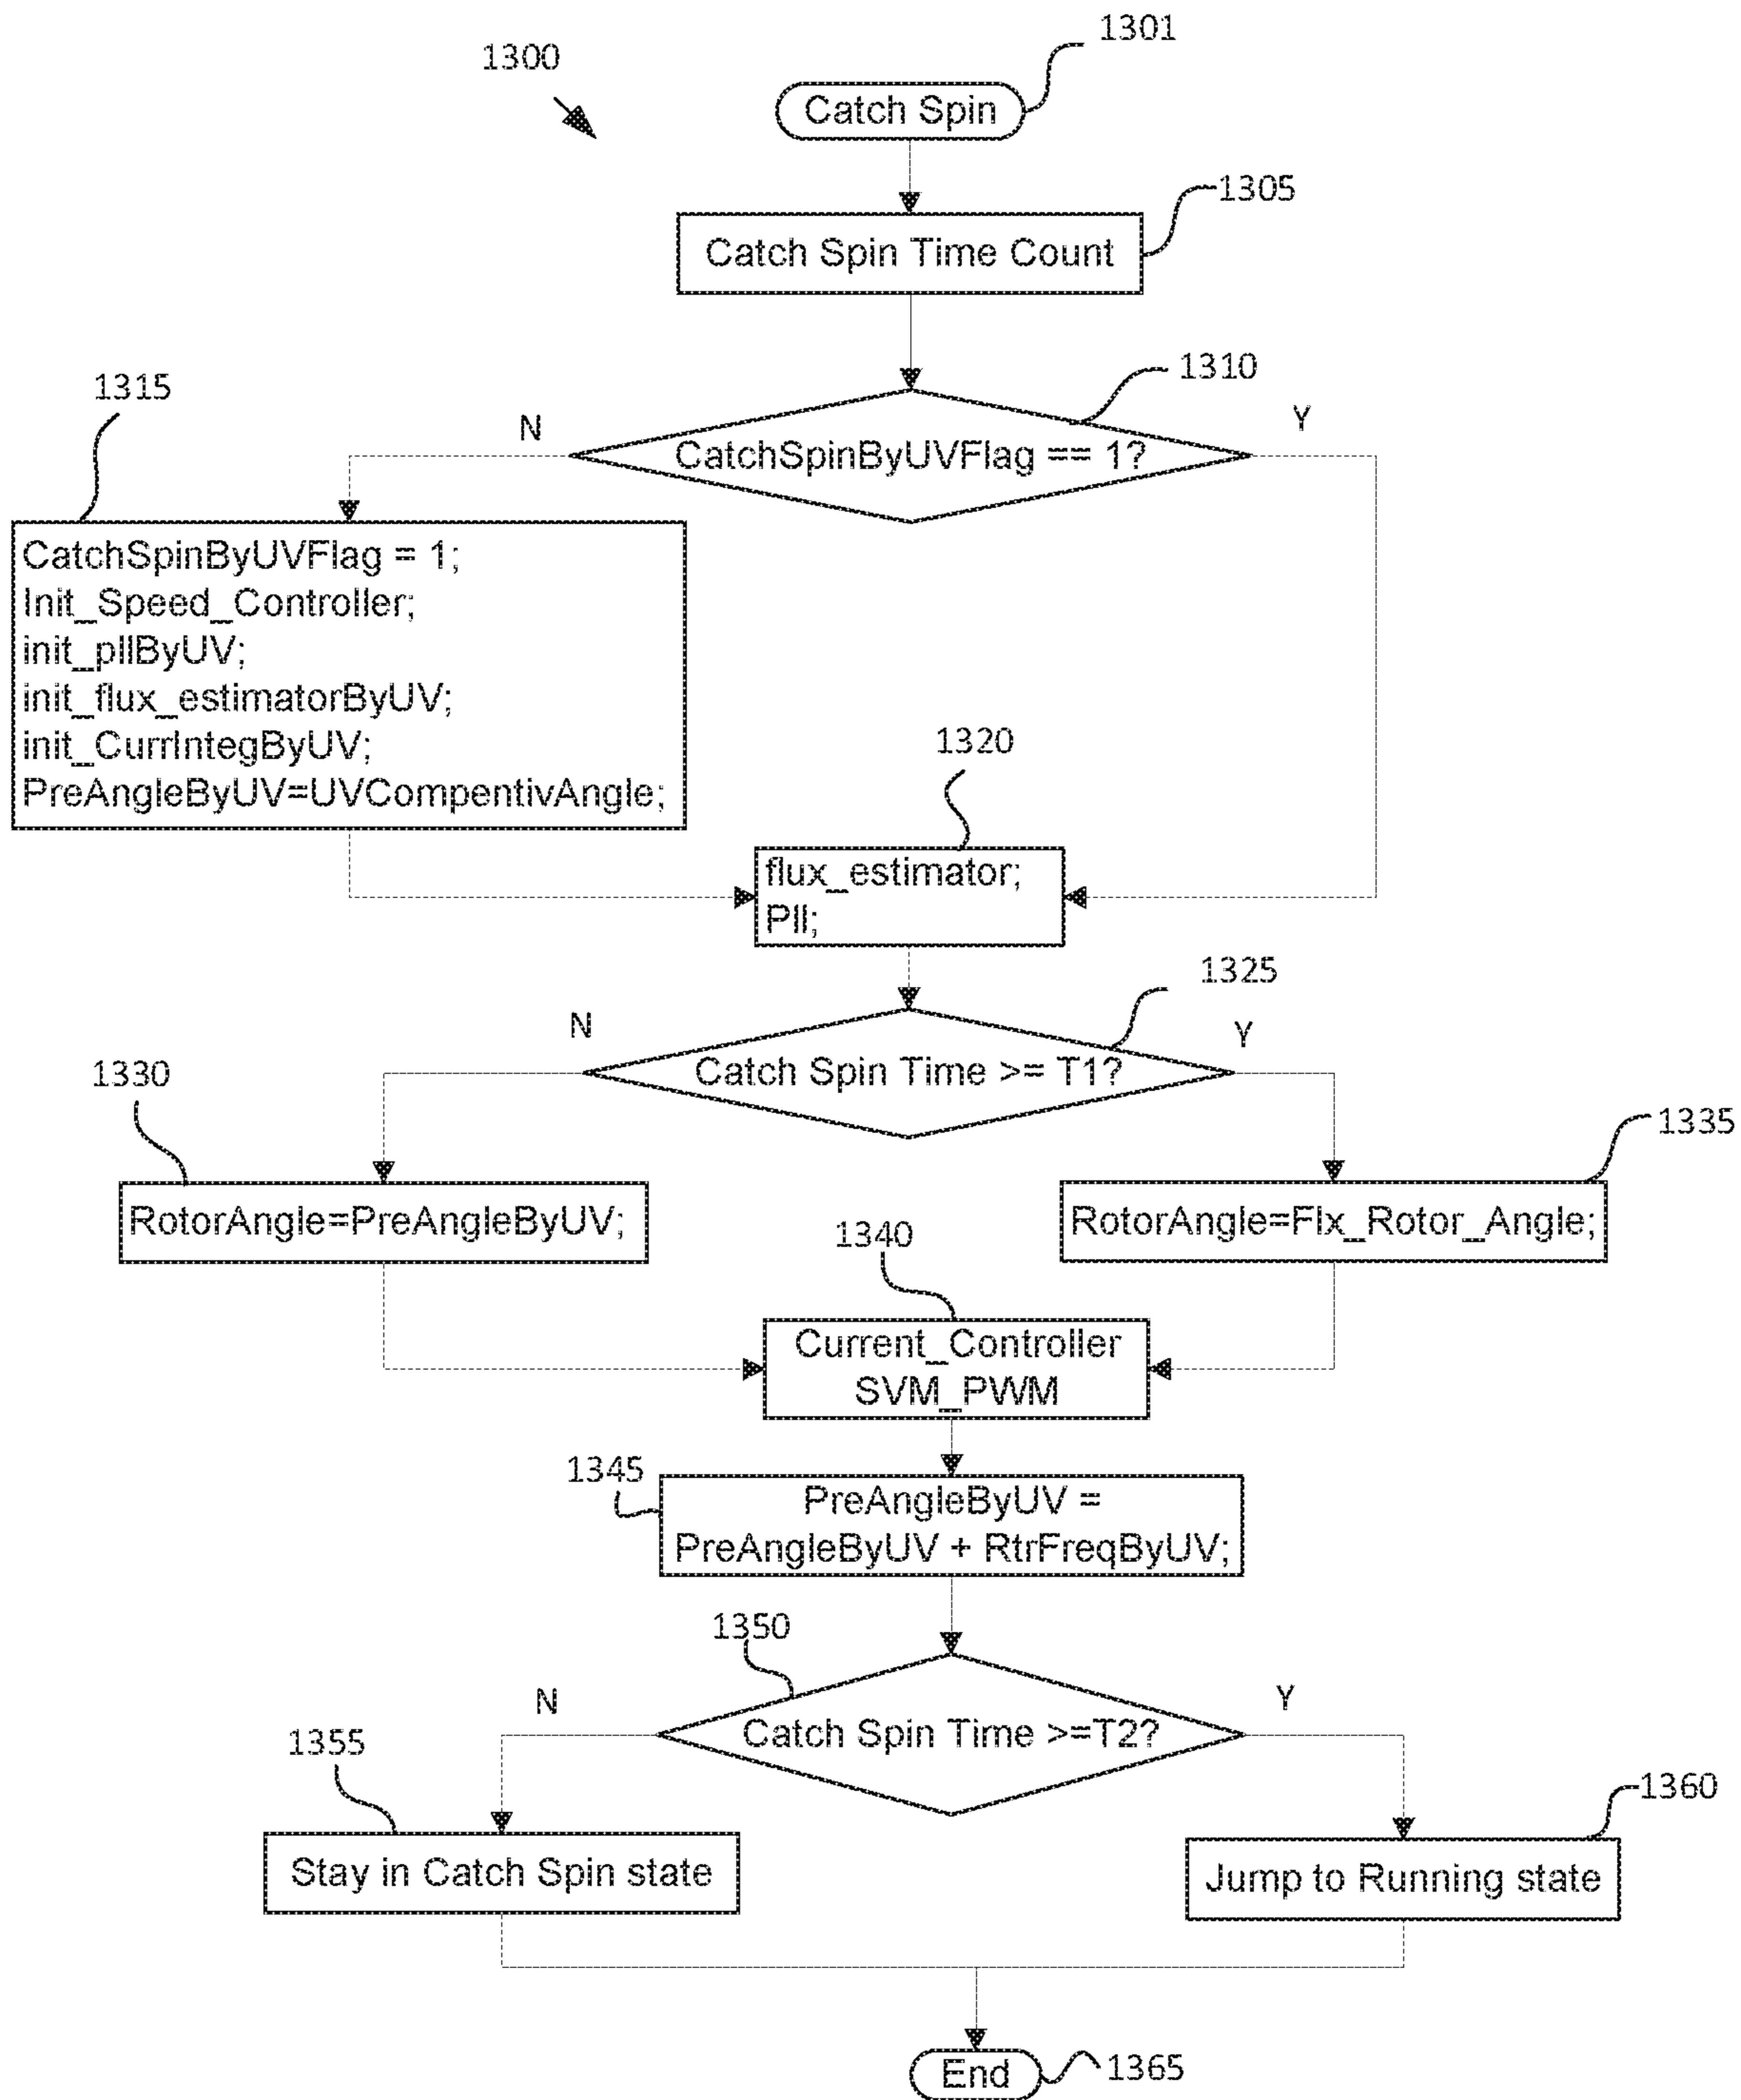 1300
1301
Catch Spin
1305
Catch Spin Time Count
1310
1315
N
Y
CatchSpinByUVFlag == 1?
CatchSpinByUVFlag = 1;
Init_Speed_Controller;
init_pllByUV;
init_flux_estimatorByUV;
init_CurrIntegByUV;
PreAngleByUV=UVCompentivAngle;
1320
flux_estimator;
Pll;
1325
N
Y
Catch Spin Time >= T1?
1330
1335
RotorAngle=PreAngleByUV;
RotorAngle=Flx_Rotor_Angle;
1340
Current_Controller
SVM_PWM
1345
PreAngleByUV =
PreAngleByUV + RtrFreqByUV;
1350
N
Y
Catch Spin Time >=T2?
1355
1360
Stay in Catch Spin state
Jump to Running state
End
1365